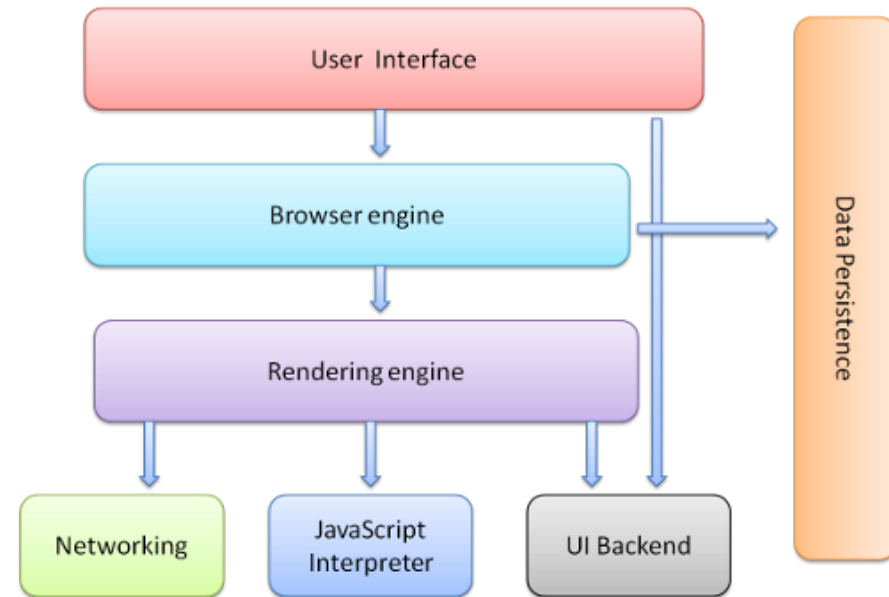 User Interface
Browser engine
Rendering engine
Networking
JavaScript
Interpreter
UI Backend
Data Persistence